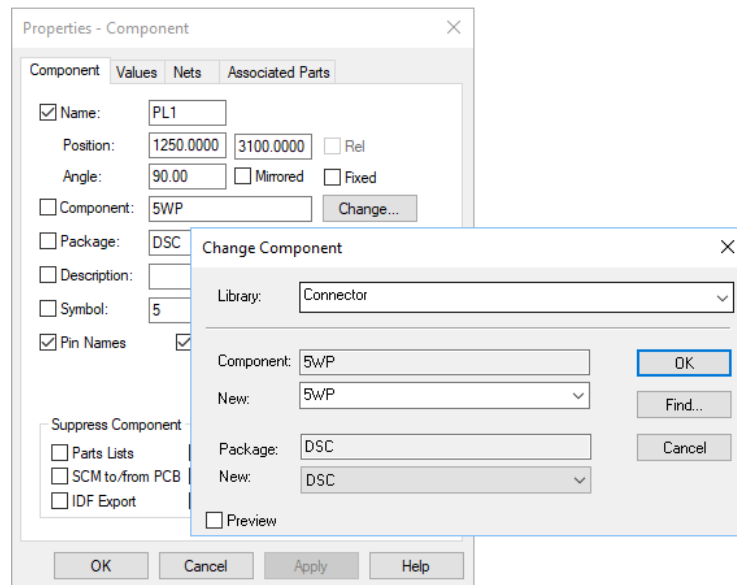 Properties - Component
Component Values Nets Associated Parts
Name: PL1
Position: 1250.0000 3100.0000 Rel
Angle: 90.00 Mirrored Fixed
Component: 5WP Change...
Package: DSC
Description:
Symbol: 5
Pin Names
Suppress Component
Parts Lists
SCM to/from PCB
IDF Export
OK Cancel Apply Help
Change Component
Library: Connector
Component: 5WP
New: 5WP
Package: DSC
New: DSC
Preview
OK
Find...
Cancel